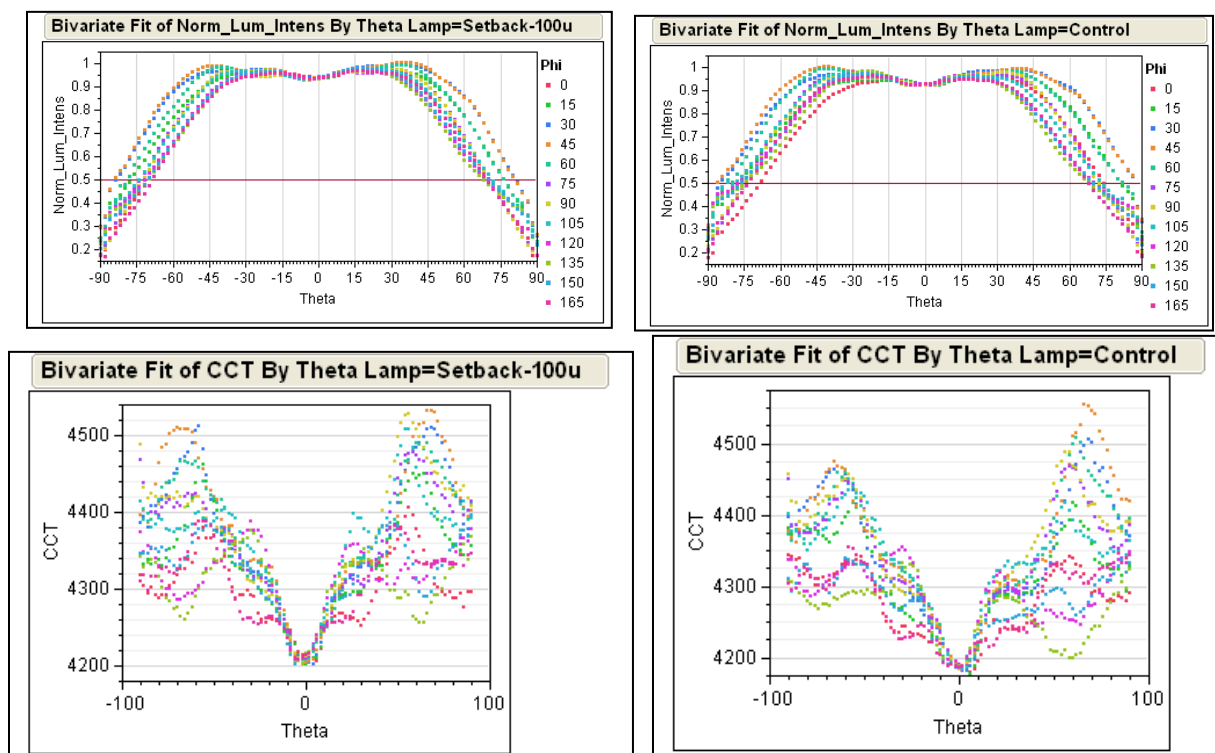 Bivariate Fit of Norm_Lum_Intens By Theta Lamp=Setback-100u
Norm_Lum_Intens
1
0.9
0.8
0.7
0.6
0.5
0.4
0.3
0.2
-90 -75 -60 -45 -30 -15 0 15 30 45 60 75 90
Theta
Phi
0
15
30
45
60
75
90
105
120
135
150
165
Bivariate Fit of Norm_Lum_Intens By Theta Lamp=Control
Norm_Lum_Intens
1
0.9
0.8
0.7
0.6
0.5
0.4
0.3
0.2
-90 -75 -60 -45 -30 -15 0 15 30 45 60 75 90
Theta
Phi
0
15
30
45
60
75
90
105
120
135
150
165
Bivariate Fit of CCT By Theta Lamp=Setback-100u
CCT
4500
4400
4300
4200
-100 0 100
Theta
Bivariate Fit of CCT By Theta Lamp=Control
CCT
4500
4400
4300
4200
-100 0 100
Theta